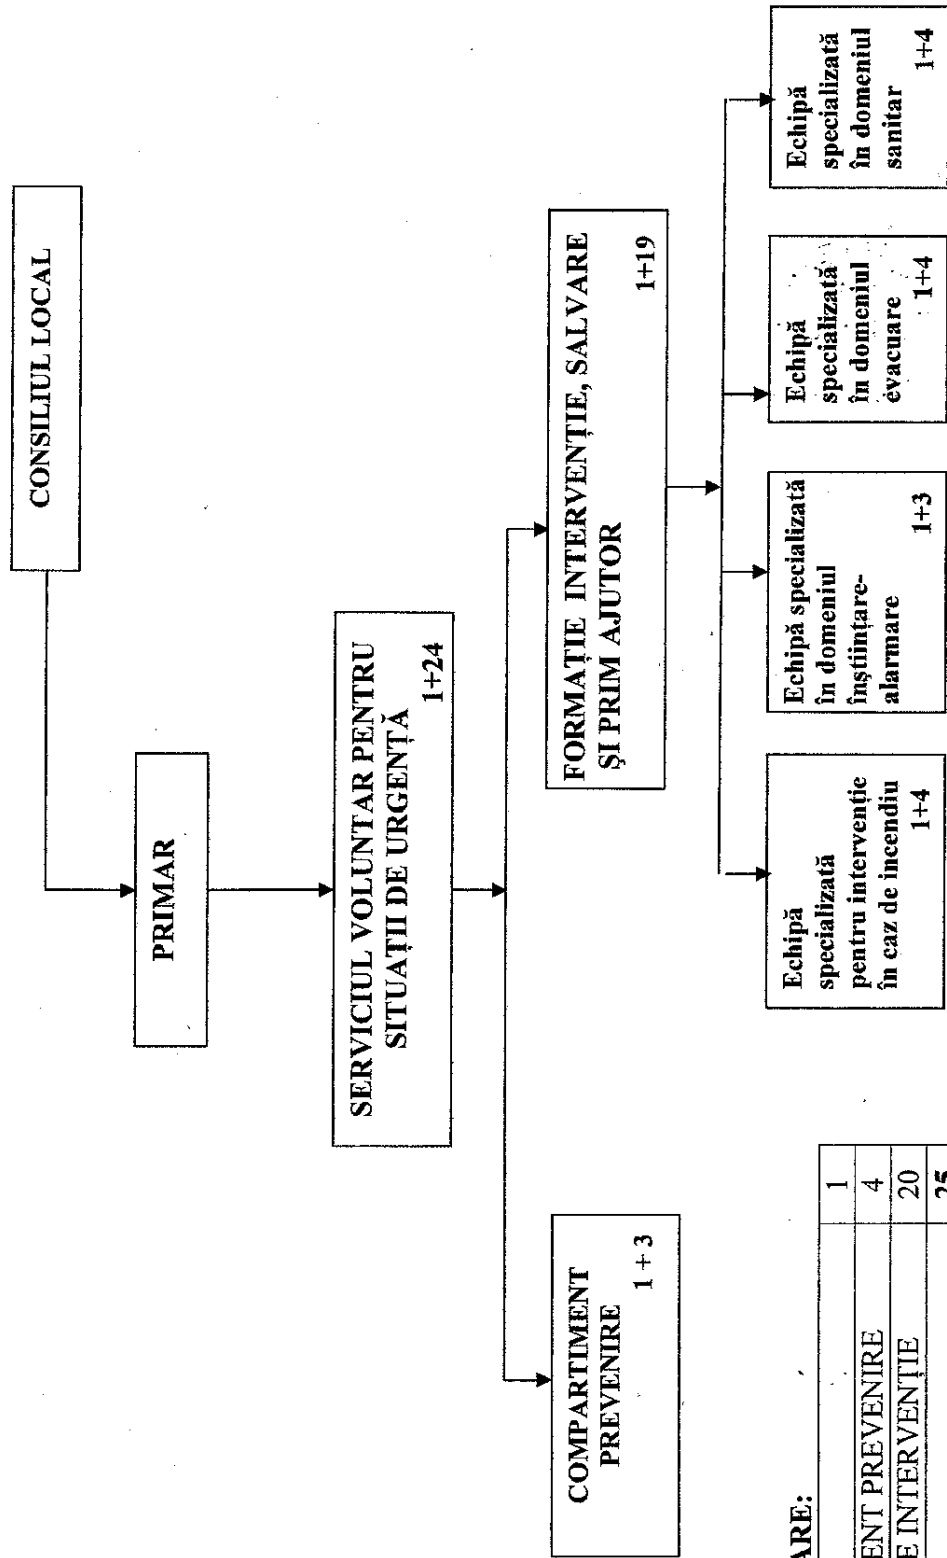 CONSILIUL LOCAL
PRIMAR
SERVICIUL VOLUNTAR PENTRU
SITUAȚII DE URGENȚĂ
1+24
COMPARTIMENT
PREVENIRE
1 + 3
FORMAȚIE INTERVENȚIE, SALVARE
ȘI PRIM AJUTOR
1+19
Echipă
specializată
pentru intervenție
în caz de incendiu
1+4
Echipă specializată
în domeniul
înștiințare-
alarmare
1+3
Echipă
specializată
în domeniul
evacuare
1+4
Echipă
specializată
în domeniul
sanitar
1+4
1
PREVENIRE 4
INTERVENȚIE 20
25